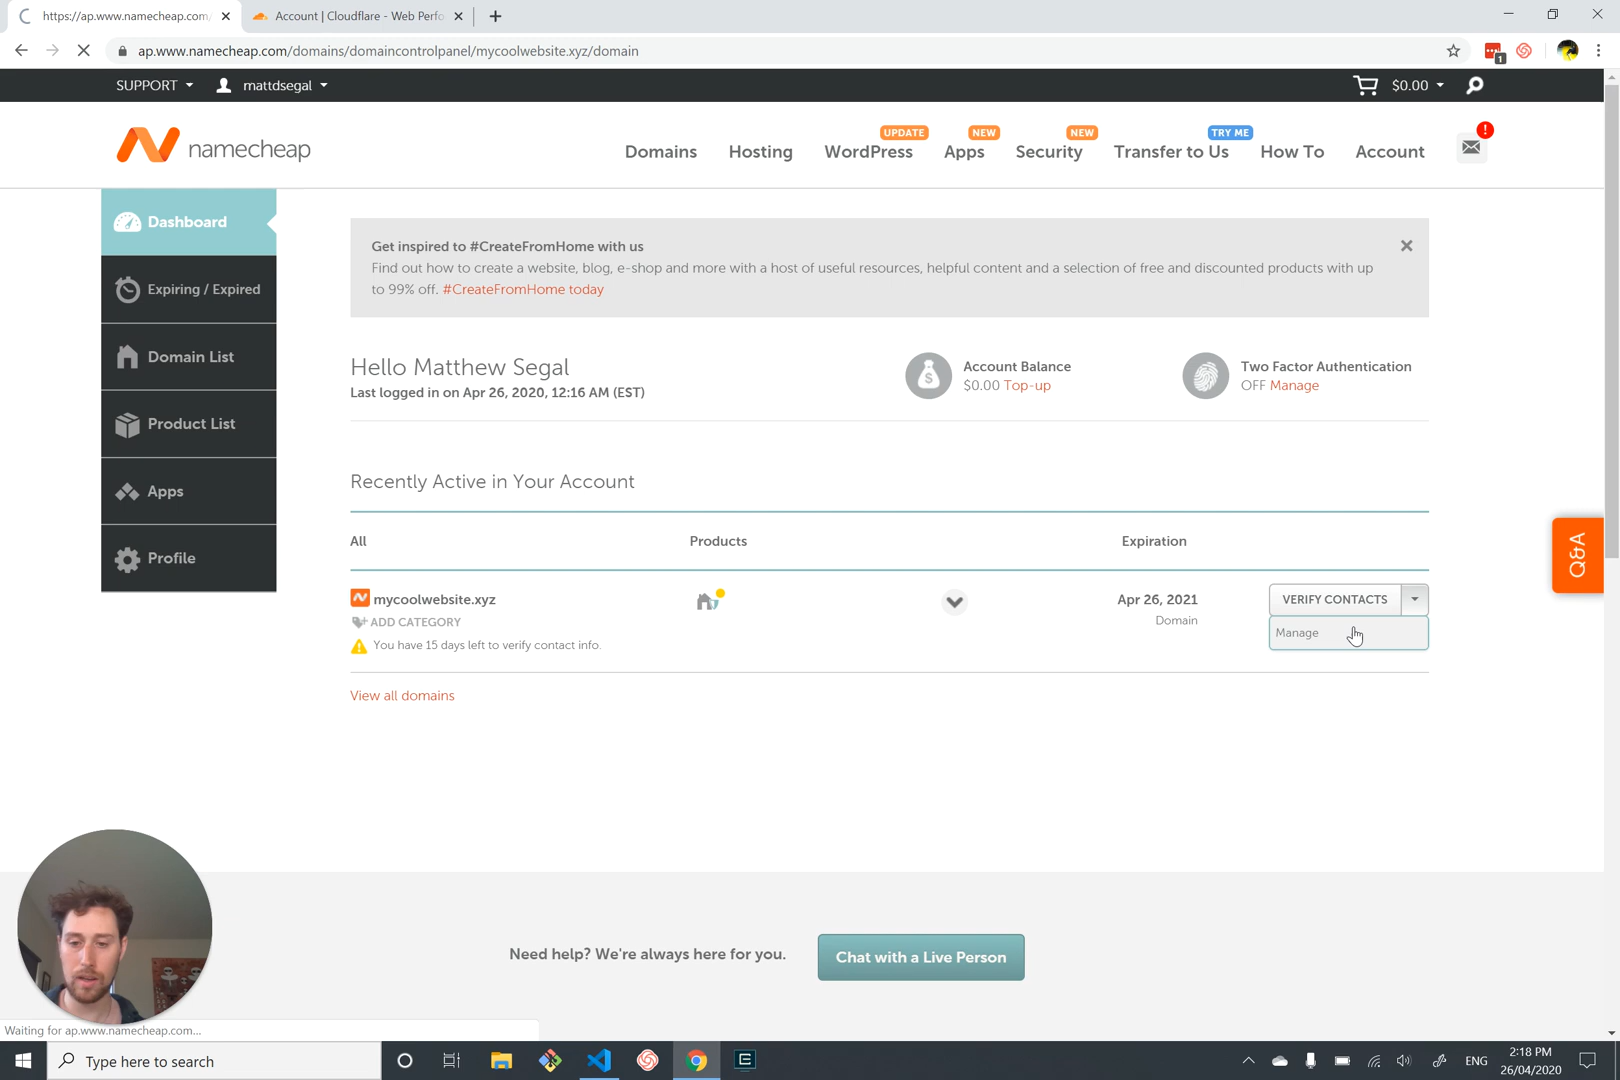 https://ap.www.namecheap.com/
Account | Cloudflare - Web Perfo
ap.www.namecheap.com/domains/domaincontrolpanel/mycoolwebsite.xyz/domain
1
SUPPORT
mattdsegal
$0.00
namecheap
Domains
Hosting
UPDATE
WordPress
NEW
Apps
NEW
Security
TRY ME
Transfer to Us
How To
Account
!
Dashboard
Expiring / Expired
Domain List
Product List
Apps
Profile
Get inspired to #CreateFromHome with us
Find out how to create a website, blog, e-shop and more with a host of useful resources, helpful content and a selection of free and discounted products with up
to 99% off. #CreateFromHome today
Hello Matthew Segal
Last logged in on Apr 26, 2020, 12:16 AM (EST)
Account Balance
$0.00 Top-up
Two Factor Authentication
OFF Manage
Recently Active in Your Account
All
Products
Expiration
mycoolwebsite.xyz
ADD CATEGORY
You have 15 days left to verify contact info.
Apr 26, 2021
Domain
VERIFY CONTACTS
Manage
View all domains
Q&A
Need help? We're always here for you.
Chat with a Live Person
Waiting for ap.www.namecheap.com...
Type here to search
ENG
2:18 PM
26/04/2020